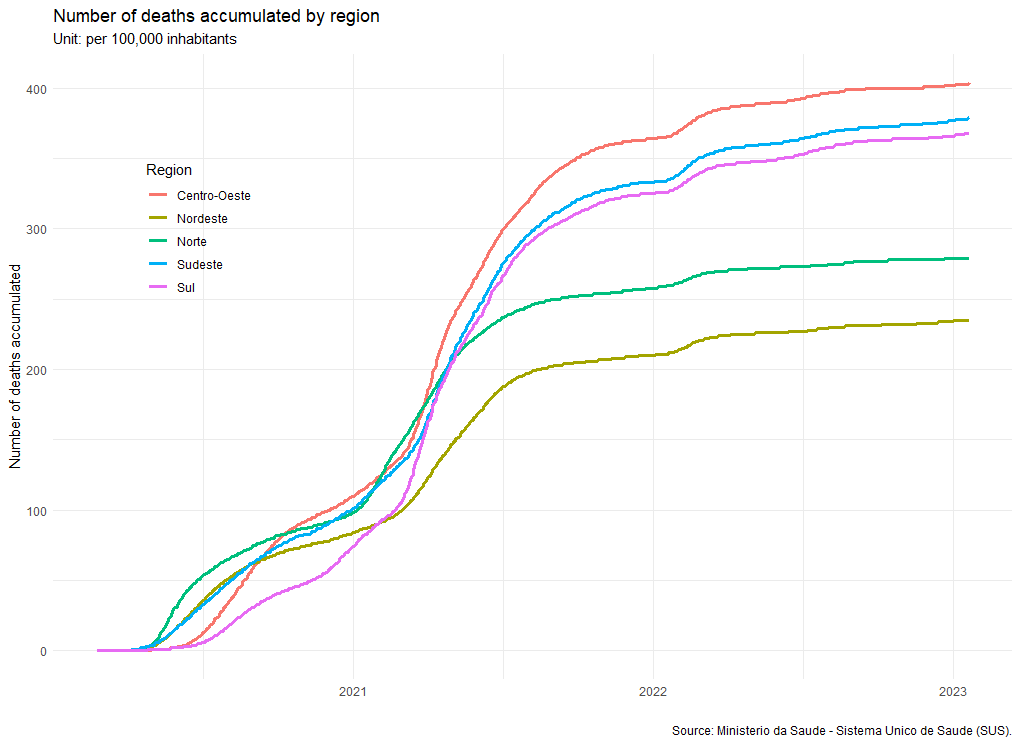 Number of deaths accumulated by region
Unit: per 100,000 inhabitants
Number of deaths accumulated
400
300
200
100
0
Region
Centro-Oeste
Nordeste
Norte
Sudeste
Sul
2021
2022
2023
Source: Ministerio da Saude - Sistema Unico de Saude (SUS).